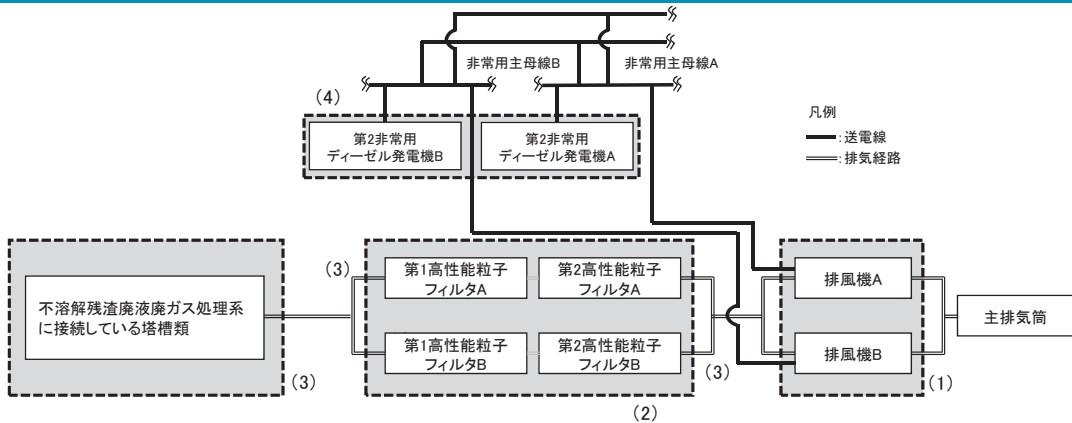 非常用主母線B
非常用主母線A
(4)
第2非常用
ディーゼル発電機B
第2非常用
ディーゼル発電機A
凡例
:送電線
:排気経路
(3)
第1高性能粒子
フィルタA
第2高性能粒子
フィルタA
排風機A
不溶解残渣廃液廃ガス処理系
に接続している塔槽類
主排気筒
第1高性能粒子
フィルタB
第2高性能粒子
フィルタB
排風機B
(3)
(3)
(1)
(2)